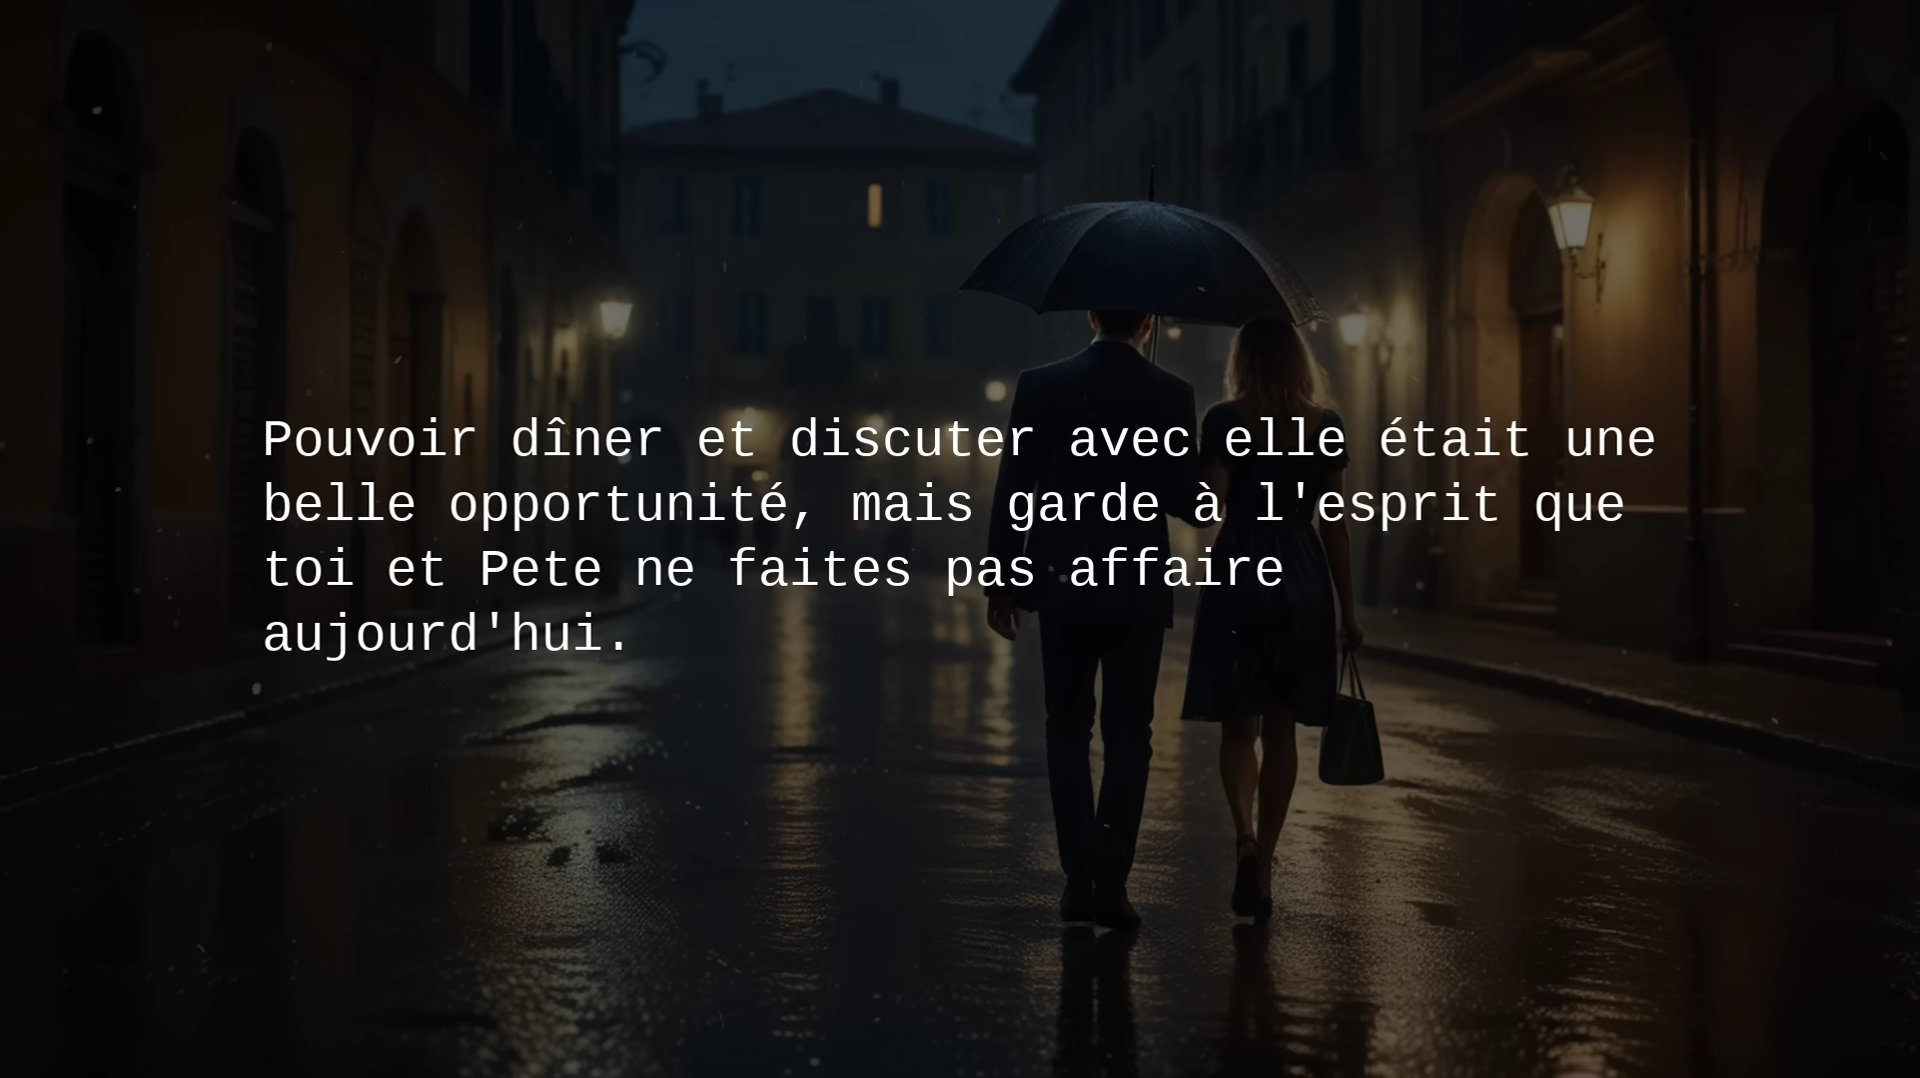 Pouvoir dîner et discuter avec elle était une
belle opportunité, mais garde à l'esprit que
toi et Pete ne faites pas affaire
aujourd'hui.